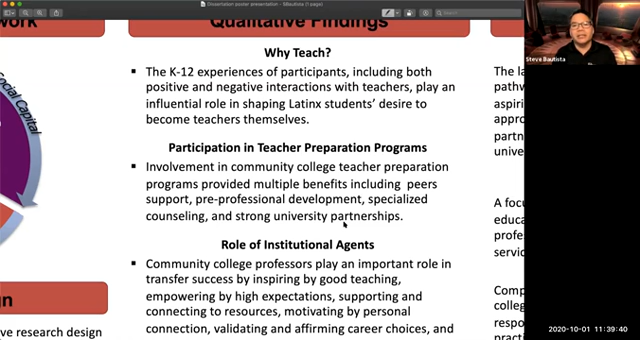 Dissertation poster presentation - MBautista (1 page)
Search
work
Qualitative Findings
Social Capital
Why Teach?
▪ The K-12 experiences of participants, including both
positive and negative interactions with teachers, play an
influential role in shaping Latinx students' desire to
become teachers themselves.
Participation in Teacher Preparation Programs
▪ Involvement in community college teacher preparation
programs provided multiple benefits including peers
support, pre-professional development, specialized
counseling, and strong university partnerships.
Role of Institutional Agents
▪ Community college professors play an important role in
transfer success by inspiring by good teaching,
empowering by high expectations, supporting and
connecting to resources, motivating by personal
connection, validating and affirming career choices, and
gn
ve research design
The la
pathw
aspiri
appro
partn
unive
A focu
educa
profe
servic
Comp
colleg
respo
practi
Steve Bautista
2020-10-01 11:39:40